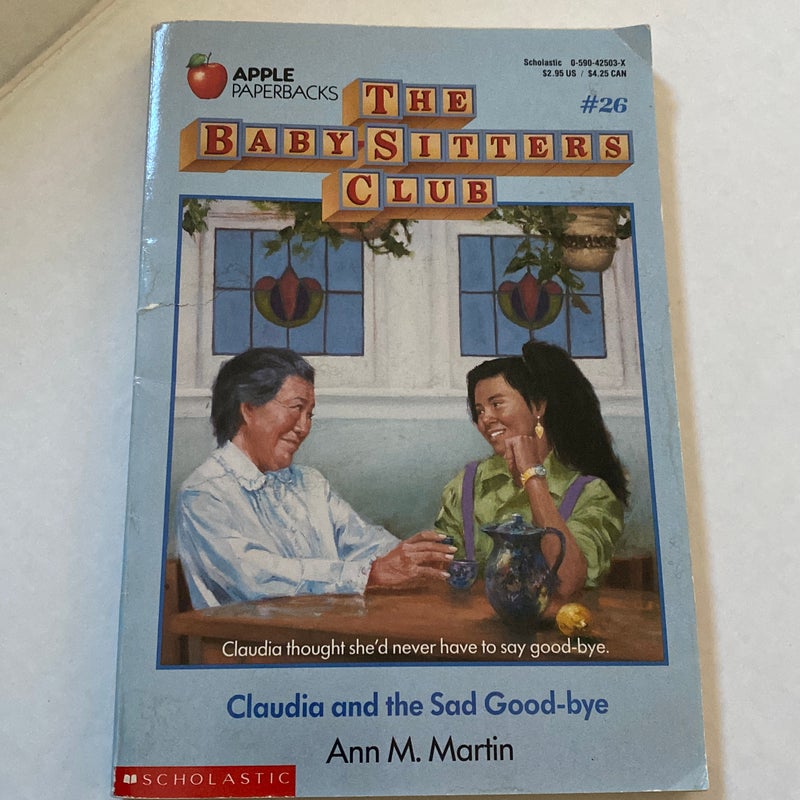 APPLE
PAPERBACKS
Scholastic 0-590-42503-X
$2.95 US / $4.25 CAN
#26
THE
BABY-SITTERS
CLUB
Claudia thought she'd never have to say good-bye.
Claudia and the Sad Good-bye
Ann M. Martin
SCHOLASTIC